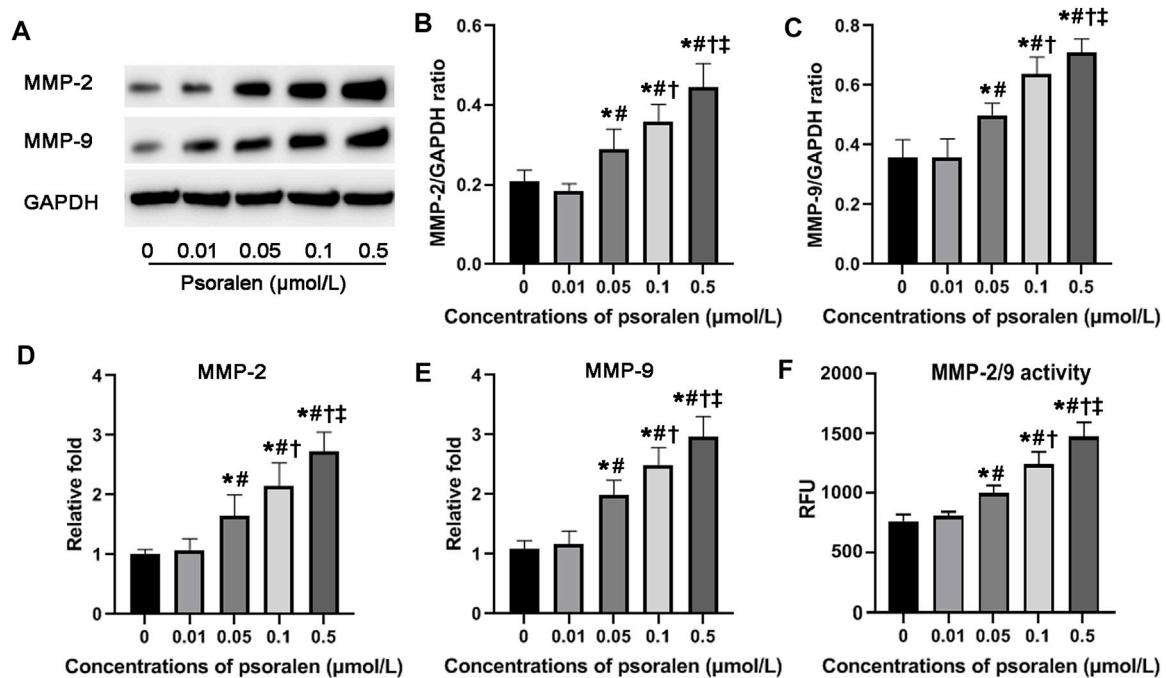 A
MMP-2
MMP-9
GAPDH
0 0.01 0.05 0.1 0.5
Psoralen (μmol/L)
B
MMP-2/GAPDH ratio
0.6
0.4
0.2
0.0
*#
*#†
*#†‡
0 0.01 0.05 0.1 0.5
Concentrations of psoralen (μmol/L)
C
MMP-9/GAPDH ratio
0.8
0.6
0.4
0.2
0.0
*#
*#†
*#†‡
0 0.01 0.05 0.1 0.5
Concentrations of psoralen (μmol/L)
D
MMP-2
Relative fold
4
3
2
1
0
*#
*#†
*#†‡
0 0.01 0.05 0.1 0.5
Concentrations of psoralen (μmol/L)
E
MMP-9
Relative fold
4
3
2
1
0
*#
*#†
*#†‡
0 0.01 0.05 0.1 0.5
Concentrations of psoralen (μmol/L)
F
MMP-2/9 activity
RFU
2000
1500
1000
500
0
*#
*#†
*#†‡
0 0.01 0.05 0.1 0.5
Concentrations of psoralen (μmol/L)